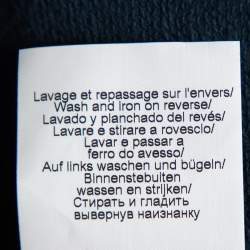 Lavage et repassage sur l'envers/
Wash and iron on reverse/
Lavado y planchado del revés/
Lavare e stirare a rovescio/
Lavar e passar a
ferro do avesso/
Auf links waschen und bügeln/
Binnenstebuiten
wassen en strijken/
Стирать и гладить
вывернув наизнанку